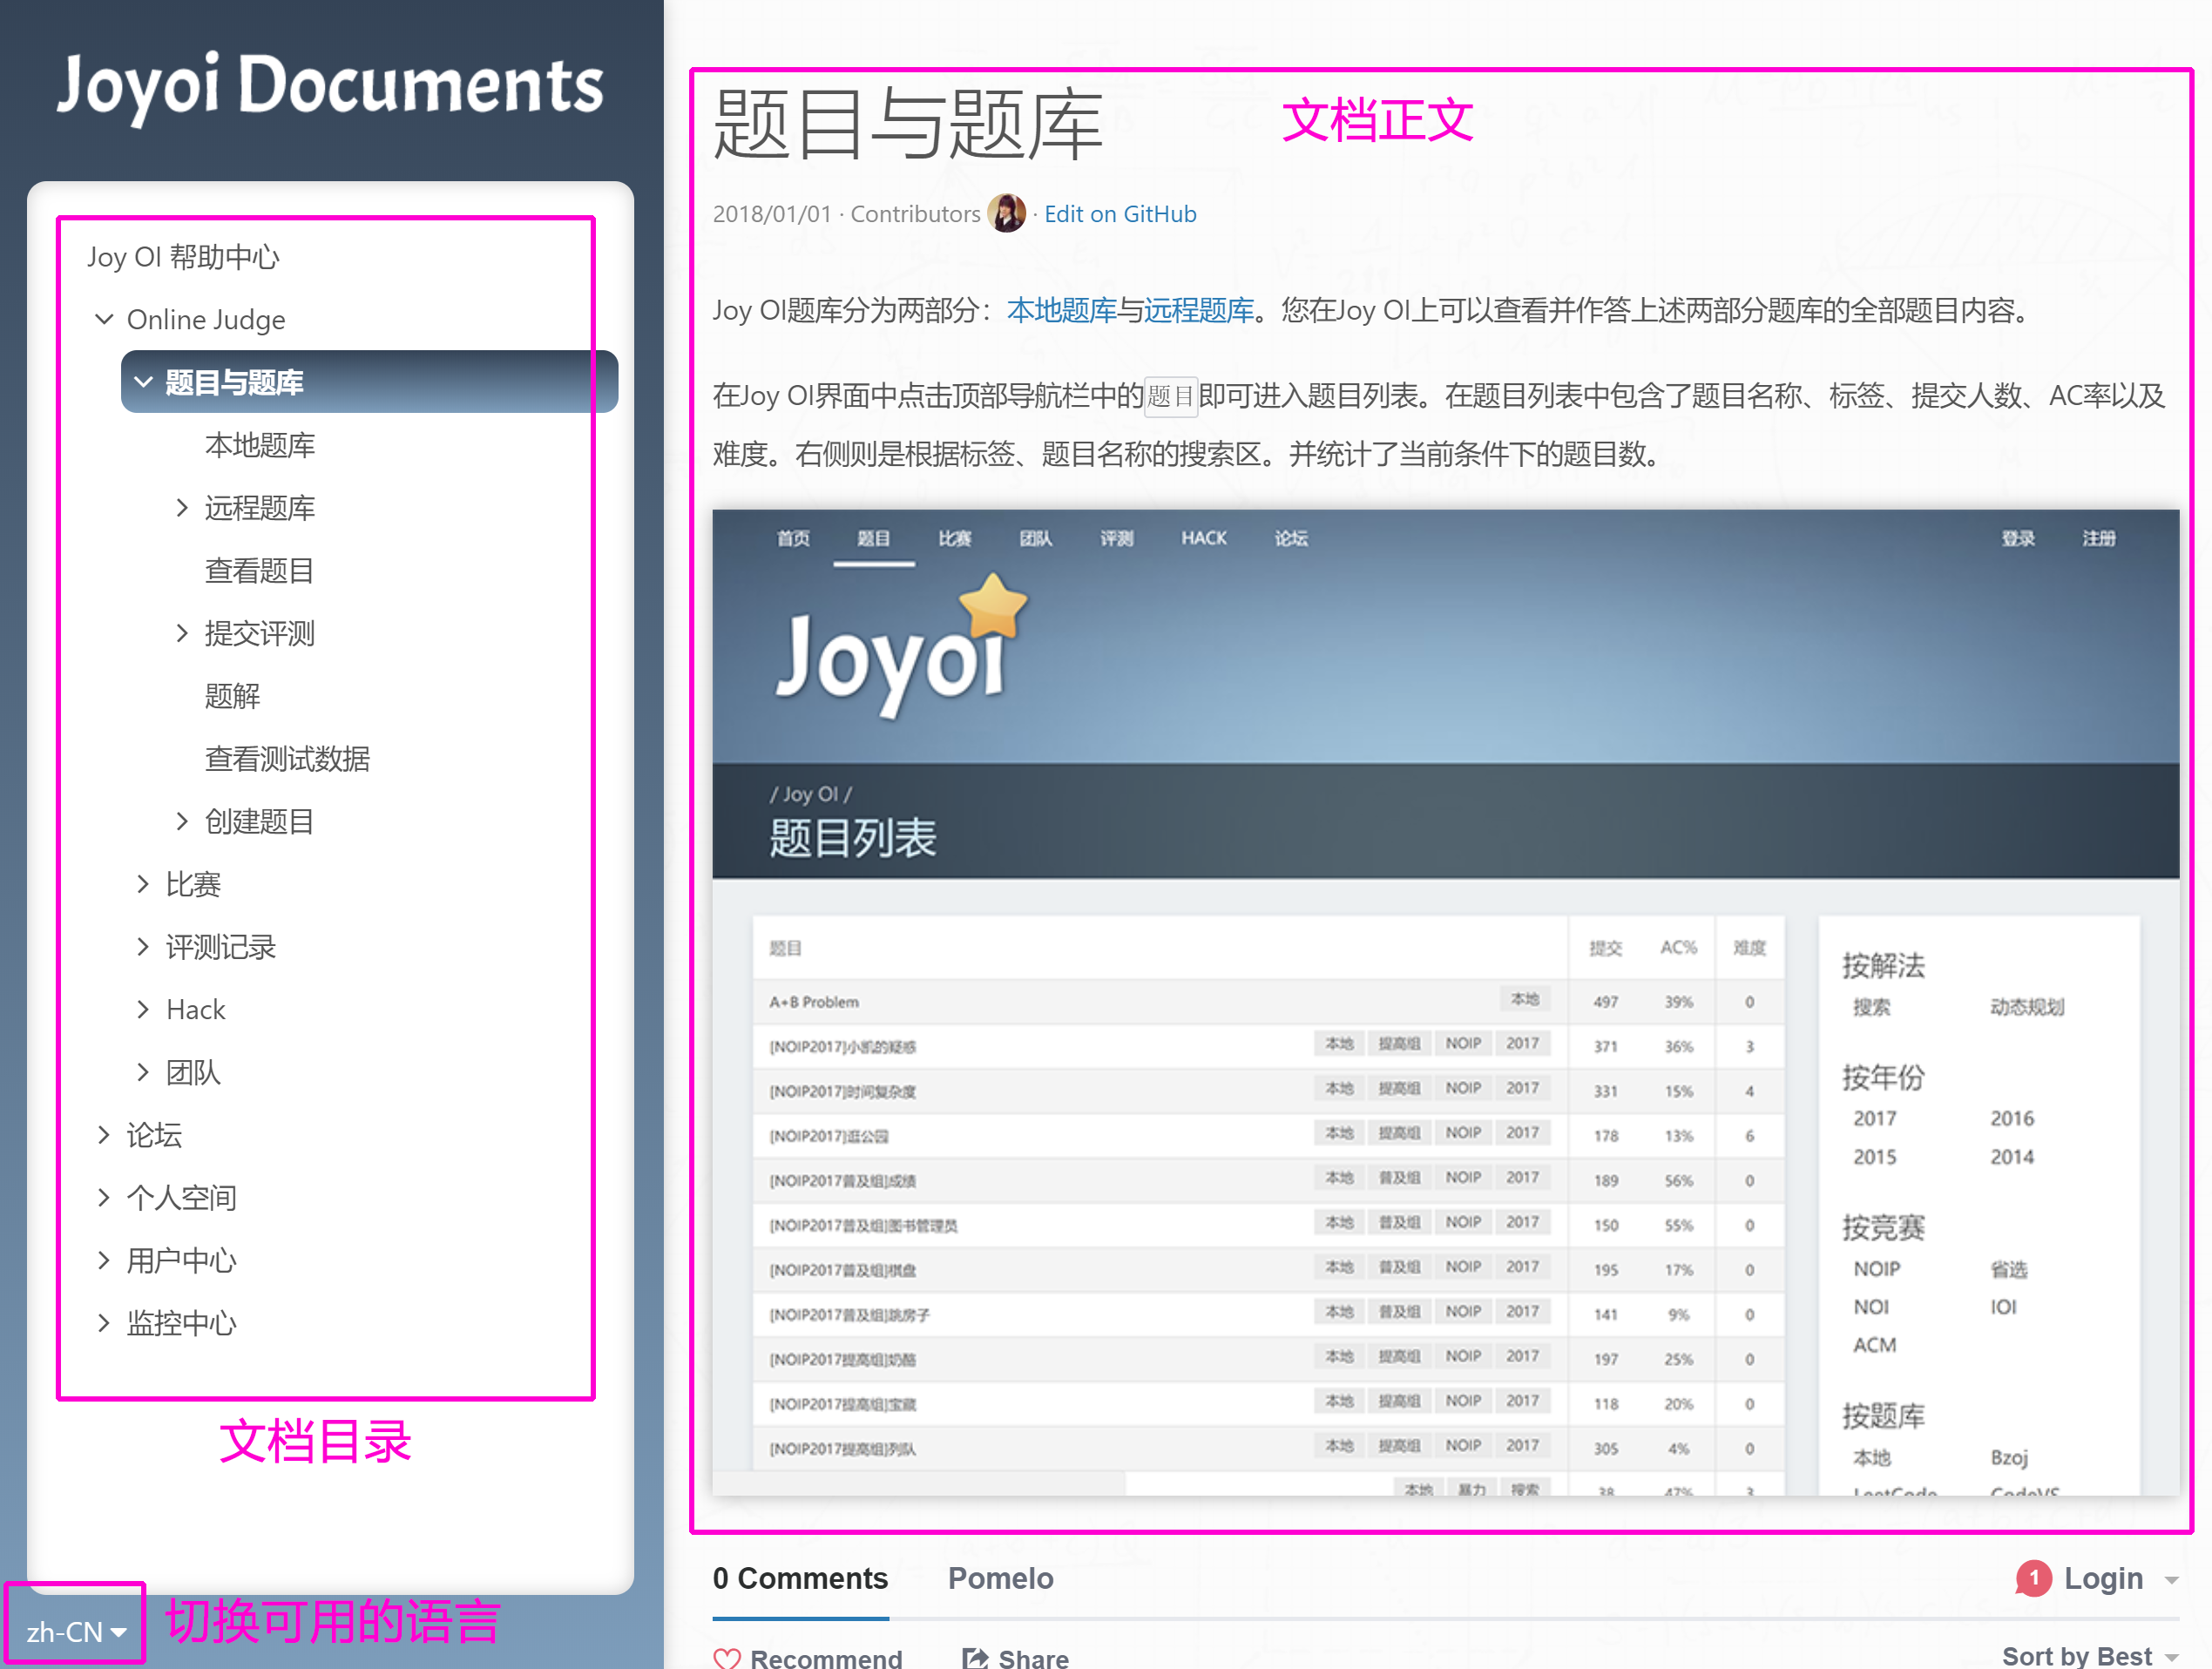 Joyoi Documents
Joy OI 帮助中心
Online Judge
题目与题库
本地题库
远程题库
查看题目
提交评测
题解
查看测试数据
创建题目
比赛
评测记录
Hack
团队
论坛
个人空间
用户中心
监控中心
文档目录
zh-CN
切换可用的语言
题目与题库
文档正文
2018/01/01 · Contributors · Edit on GitHub
Joy OI题库分为两部分：本地题库与远程题库。您在Joy OI上可以查看并作答上述两部分题库的全部题目内容。
在Joy OI界面中点击顶部导航栏中的题目即可进入题目列表。在题目列表中包含了题目名称、标签、提交人数、AC率以及
难度。右侧则是根据标签、题目名称的搜索区。并统计了当前条件下的题目数。
首页 题目 比赛 团队 评测 HACK 论坛 登录 注册
Joyoi
/ Joy OI /
题目列表
题目 提交 AC% 难度
A+B Problem 本地 497 39% 0
[NOIP2017]小凯的疑惑 本地 提高组 NOIP 2017 371 36% 3
[NOIP2017]时间复杂度 本地 提高组 NOIP 2017 331 15% 4
[NOIP2017]逛公园 本地 提高组 NOIP 2017 178 13% 6
[NOIP2017普及组]成绩 本地 普及组 NOIP 2017 189 56% 0
[NOIP2017普及组]图书管理员 本地 普及组 NOIP 2017 150 55% 0
[NOIP2017普及组]棋盘 本地 普及组 NOIP 2017 195 17% 0
[NOIP2017普及组]跳房子 本地 普及组 NOIP 2017 141 9% 0
[NOIP2017提高组]奶酪 本地 提高组 NOIP 2017 197 25% 0
[NOIP2017提高组]宝藏 本地 提高组 NOIP 2017 118 20% 0
[NOIP2017提高组]列队 本地 提高组 NOIP 2017 305 4% 0
本地 暴力 搜索 38 47% 3
按解法
搜索 动态规划
按年份
2017 2016
2015 2014
按竞赛
NOIP 省选
NOI IOI
ACM
按题库
本地 Bzoj
LeetCode CodeVS
0 Comments Pomelo 1 Login
Recommend Share Sort by Best